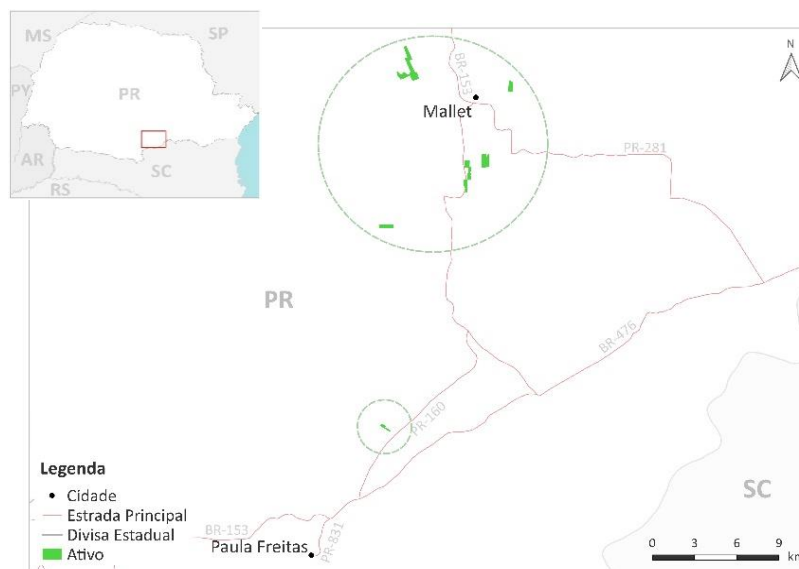 MS
SP
PY
PR
AR
SC
RS
N
BR-153
Mallet
PR-281
PR
BR-476
PR-160
SC
Legenda
Cidade
Estrada Principal
Divisa Estadual
Ativo
BR-153
Paula Freitas
PR-831
0 3 6 9
km